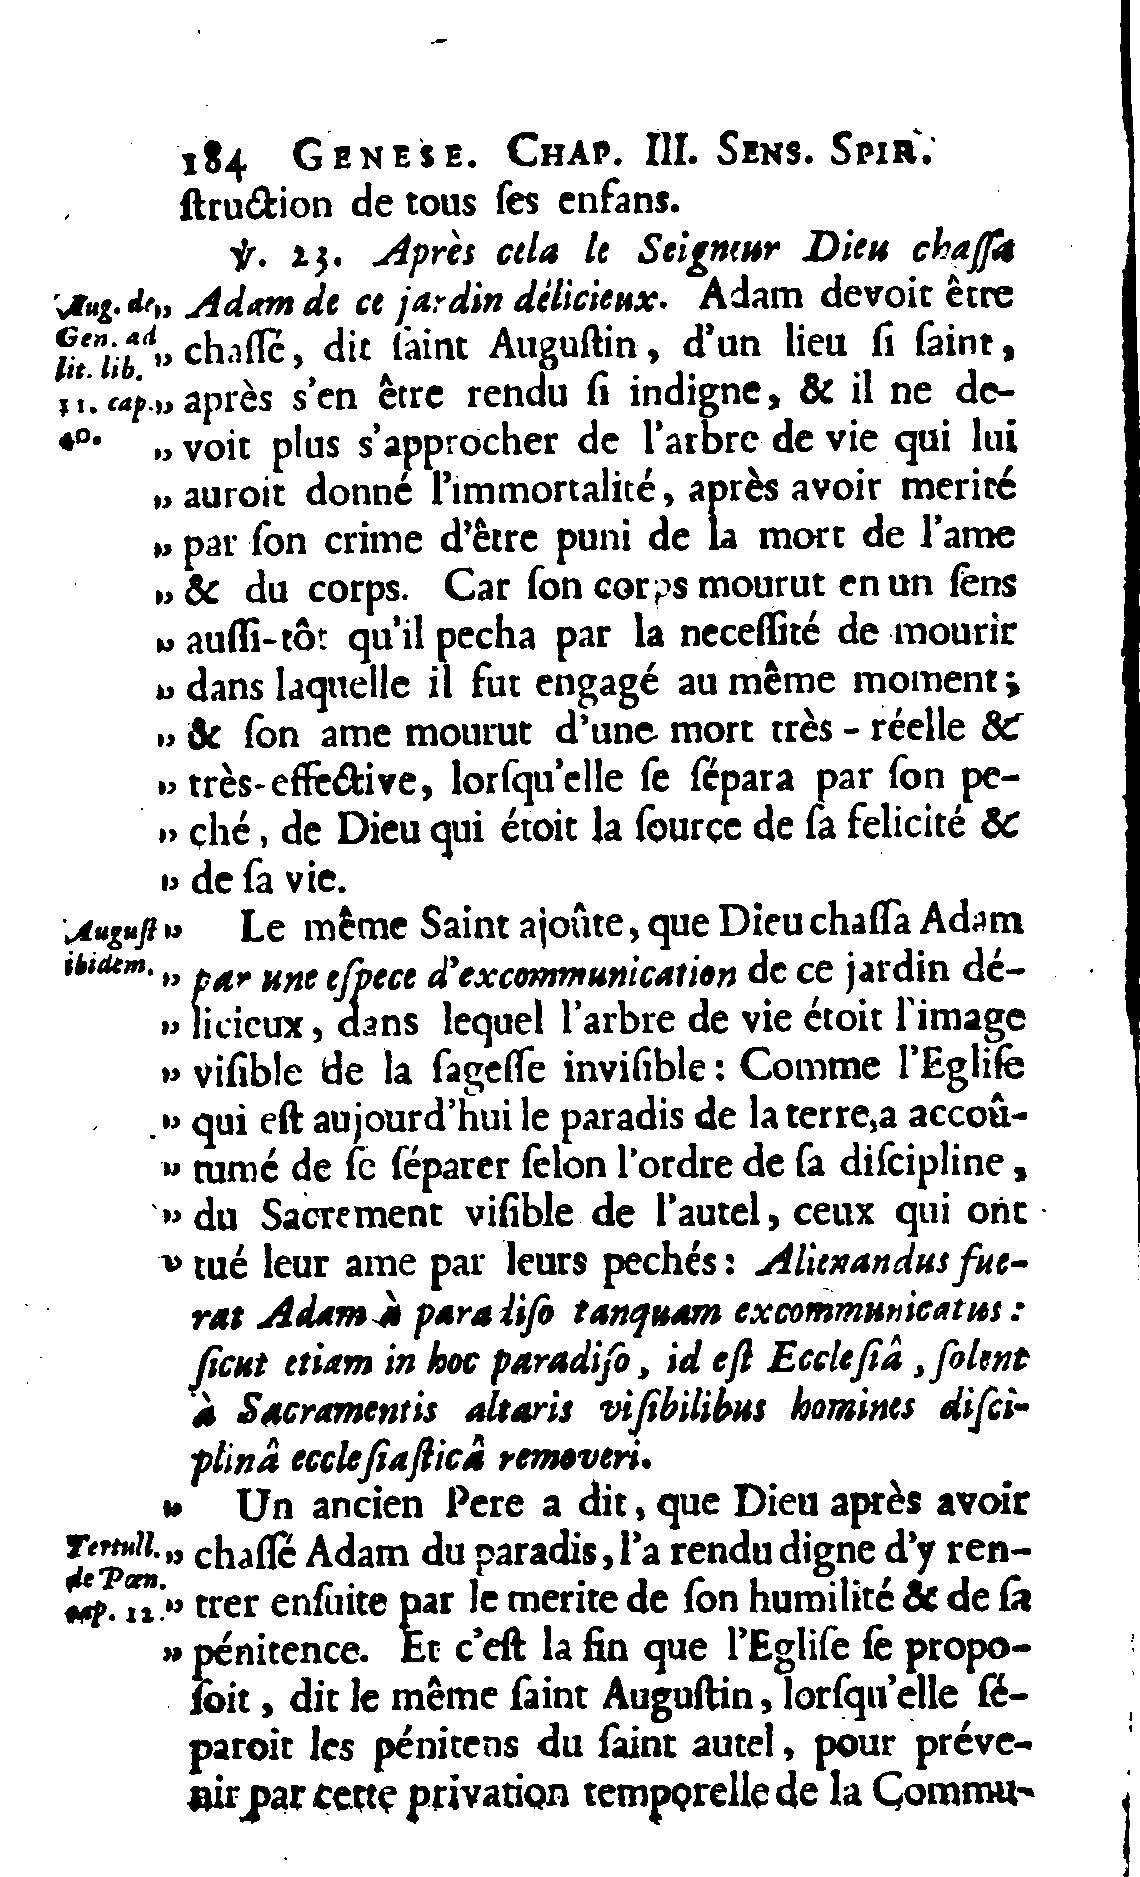 184 GENESE. CHAP. III. SENS. SPIR.
ſtruction de tous ſes enfans.
℣. 23. Après cela le Seigneur Dieu chaſſa
Aug. de „ Adam de ce jardin délicieux. Adam devoit être
Gen. ad
lit. lib. „ chaſſé, dit ſaint Auguſtin, d'un lieu ſi ſaint,
11. cap. „ après s'en être rendu ſi indigne, & il ne de-
40. „ voit plus s'approcher de l'arbre de vie qui lui
„ auroit donné l'immortalité, après avoir merité
„ par ſon crime d'être puni de la mort de l'ame
„ & du corps. Car ſon corps mourut en un ſens
„ auſſi-tôt qu'il pecha par la neceſſité de mourir
„ dans laquelle il fut engagé au même moment;
„ & ſon ame mourut d'une mort très-réelle &
„ très-effective, lorſqu'elle ſe ſépara par ſon pe-
„ ché, de Dieu qui étoit la ſource de ſa felicité &
„ de ſa vie.
Auguſt „ Le même Saint ajoûte, que Dieu chaſſa Adam
ibidem. „ par une eſpece d'excommunication de ce jardin dé-
„ licieux, dans lequel l'arbre de vie étoit l'image
„ viſible de la ſageſſe inviſible: Comme l'Egliſe
„ qui eſt aujourd'hui le paradis de la terre, a accoû-
„ tumé de ſe ſéparer ſelon l'ordre de ſa diſcipline,
„ du Sacrement viſible de l'autel, ceux qui ont
„ tué leur ame par leurs pechés: Alienandus fue-
rat Adam à paradiſo tanquam excommunicatus:
ſicut etiam in hoc paradiſo, id eſt Eccleſiâ, ſolent
à Sacramentis altaris viſibilibus homines diſci-
plinâ eccleſiaſticâ removeri.
„ Un ancien Pere a dit, que Dieu après avoir
Tertull. „ chaſſé Adam du paradis, l'a rendu digne d'y ren-
de Pœn.
cap. 12. „ trer enſuite par le merite de ſon humilité & de ſa
„ pénitence. Et c'eſt la fin que l'Egliſe ſe propo-
ſoit, dit le même ſaint Auguſtin, lorſqu'elle ſé-
paroit les pénitens du ſaint autel, pour préve-
nir par cette privation temporelle de la Commu-